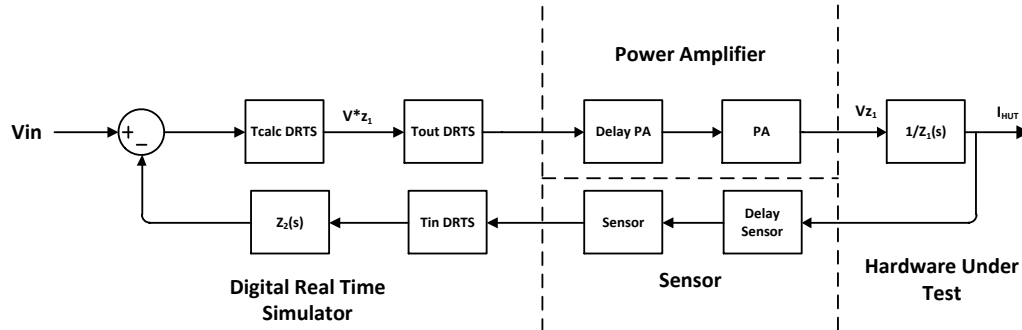 Power Amplifier
Vin
+
−
Tcalc DRTS
V*z₁
Tout DRTS
Delay PA
PA
Vz₁
1/Z₁(s)
I_HUT
Z₂(s)
Tin DRTS
Sensor
Delay
Sensor
Digital Real Time
Simulator
Sensor
Hardware Under
Test